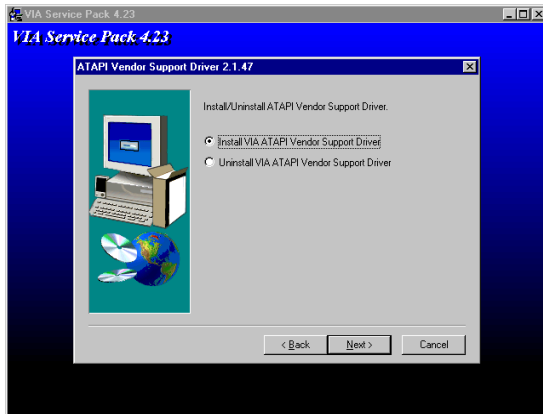 VIA Service Pack 4.23
VIA Service Pack 4.23
ATAPI Vendor Support Driver 2.1.47
Install/Uninstall ATAPI Vendor Support Driver.
Install VIA ATAPI Vendor Support Driver
Uninstall VIA ATAPI Vendor Support Driver
< Back Next > Cancel